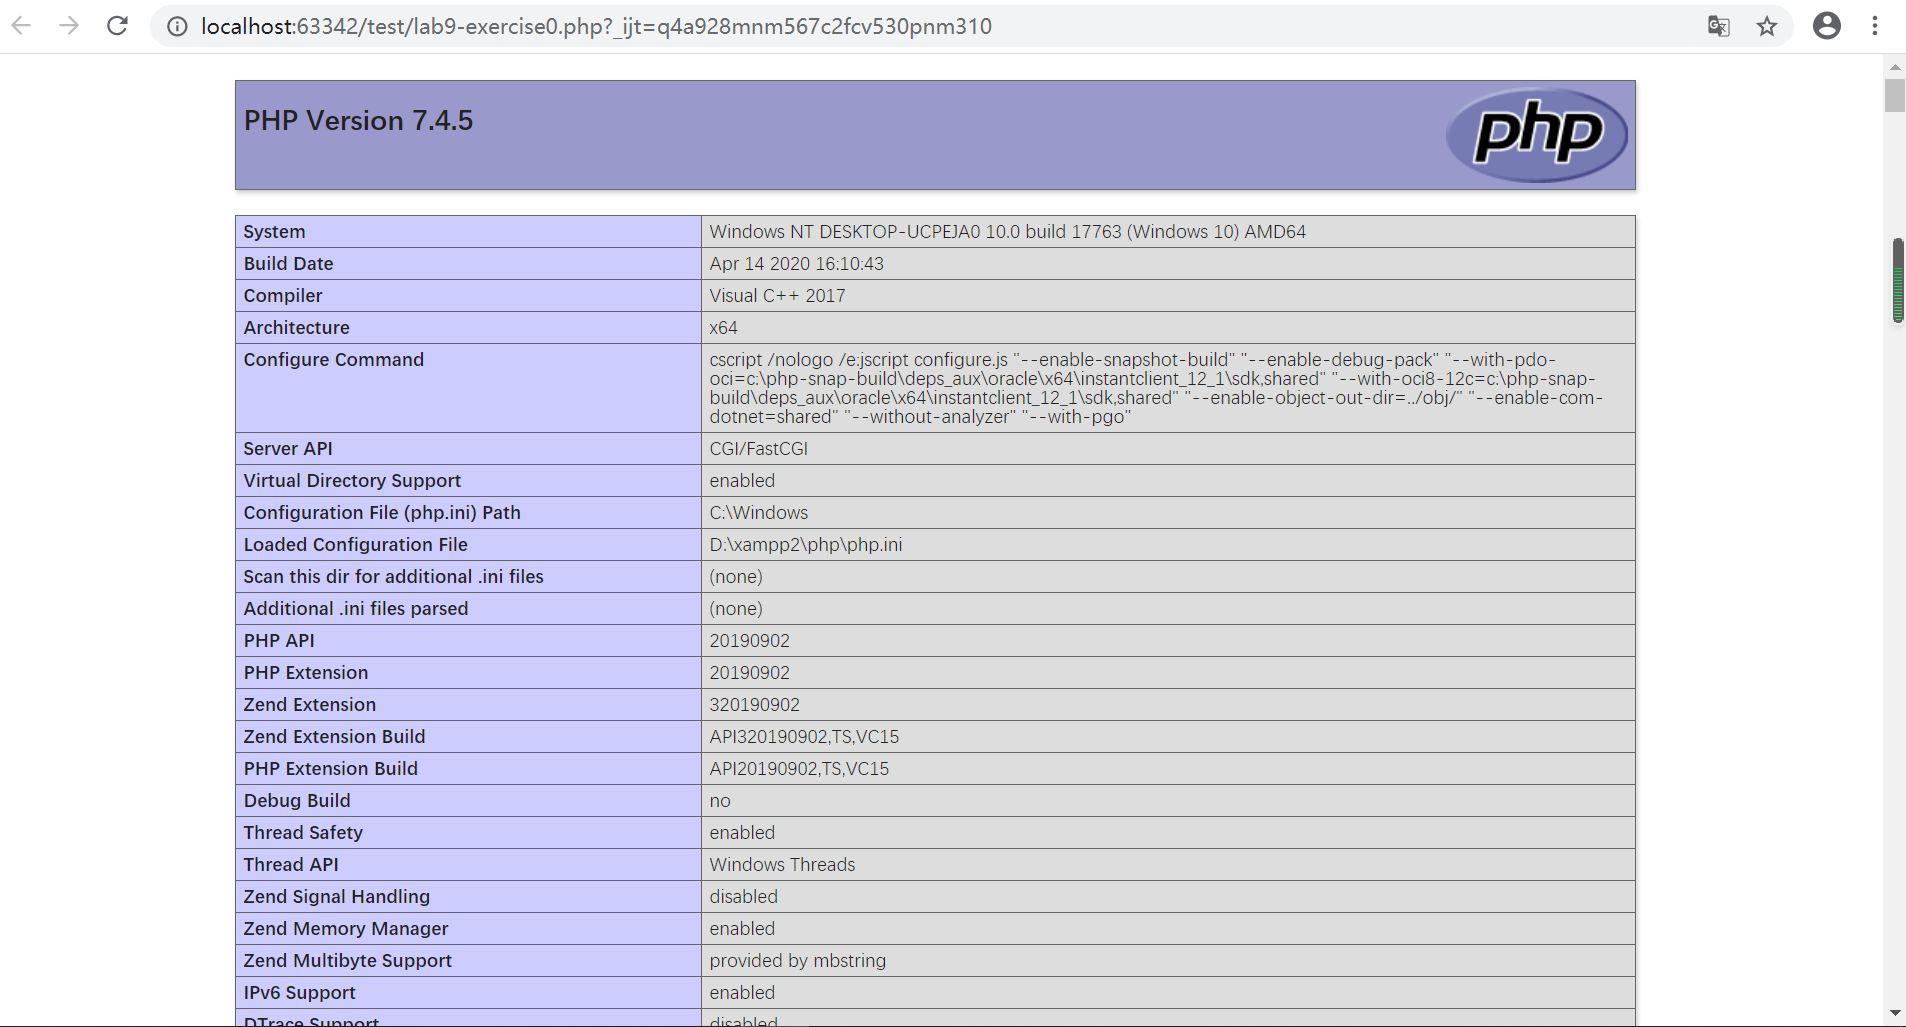 localhost:63342/test/lab9-exercise0.php?_ijt=q4a928mnm567c2fcv530pnm310
PHP Version 7.4.5
php
System Windows NT DESKTOP-UCPEJA0 10.0 build 17763 (Windows 10) AMD64
Build Date Apr 14 2020 16:10:43
Compiler Visual C++ 2017
Architecture x64
Configure Command cscript /nologo /e:jscript configure.js "--enable-snapshot-build" "--enable-debug-pack" "--with-pdo-
oci=c:\php-snap-build\deps_aux\oracle\x64\instantclient_12_1\sdk,shared" "--with-oci8-12c=c:\php-snap-
build\deps_aux\oracle\x64\instantclient_12_1\sdk,shared" "--enable-object-out-dir=../obj/" "--enable-com-
dotnet=shared" "--without-analyzer" "--with-pgo"
Server API CGI/FastCGI
Virtual Directory Support enabled
Configuration File (php.ini) Path C:\Windows
Loaded Configuration File D:\xampp2\php\php.ini
Scan this dir for additional .ini files (none)
Additional .ini files parsed (none)
PHP API 20190902
PHP Extension 20190902
Zend Extension 320190902
Zend Extension Build API320190902,TS,VC15
PHP Extension Build API20190902,TS,VC15
Debug Build no
Thread Safety enabled
Thread API Windows Threads
Zend Signal Handling disabled
Zend Memory Manager enabled
Zend Multibyte Support provided by mbstring
IPv6 Support enabled
DTrace Support disabled